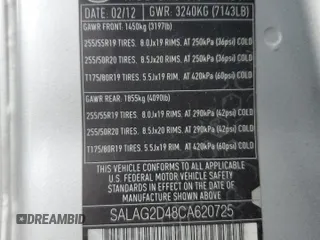 DATE: 02/12 GWR: 3240KG (7143LB)
GAWR FRONT: 1450kg (3197lb)
255/55R19 TIRES. 8.0Jx19 RIMS. AT 250kPa (36psi) COLD
255/50R20 TIRES. 8.5Jx20 RIMS. AT 250kPa (36psi) COLD
T175/80R19 TIRES. 5.5Jx19 RIMS. AT 420kPa (60psi) COLD
GAWR REAR: 1855kg (4090lb)
255/55R19 TIRES. 8.0Jx19 RIMS. AT 290kPa (42psi) COLD
255/50R20 TIRES. 8.5Jx20 RIMS. AT 290kPa (42psi) COLD
T175/80R19 TIRES. 5.5Jx19 RIMS. AT 420kPa (60psi) COLD
THIS VEHICLE CONFORMS TO ALL APPLICABLE
U.S. FEDERAL MOTOR VEHICLE SAFETY
STANDARDS IN EFFECT ON THE DATE OF
MANUFACTURE SHOWN ABOVE.
SALAG2D48CA620725